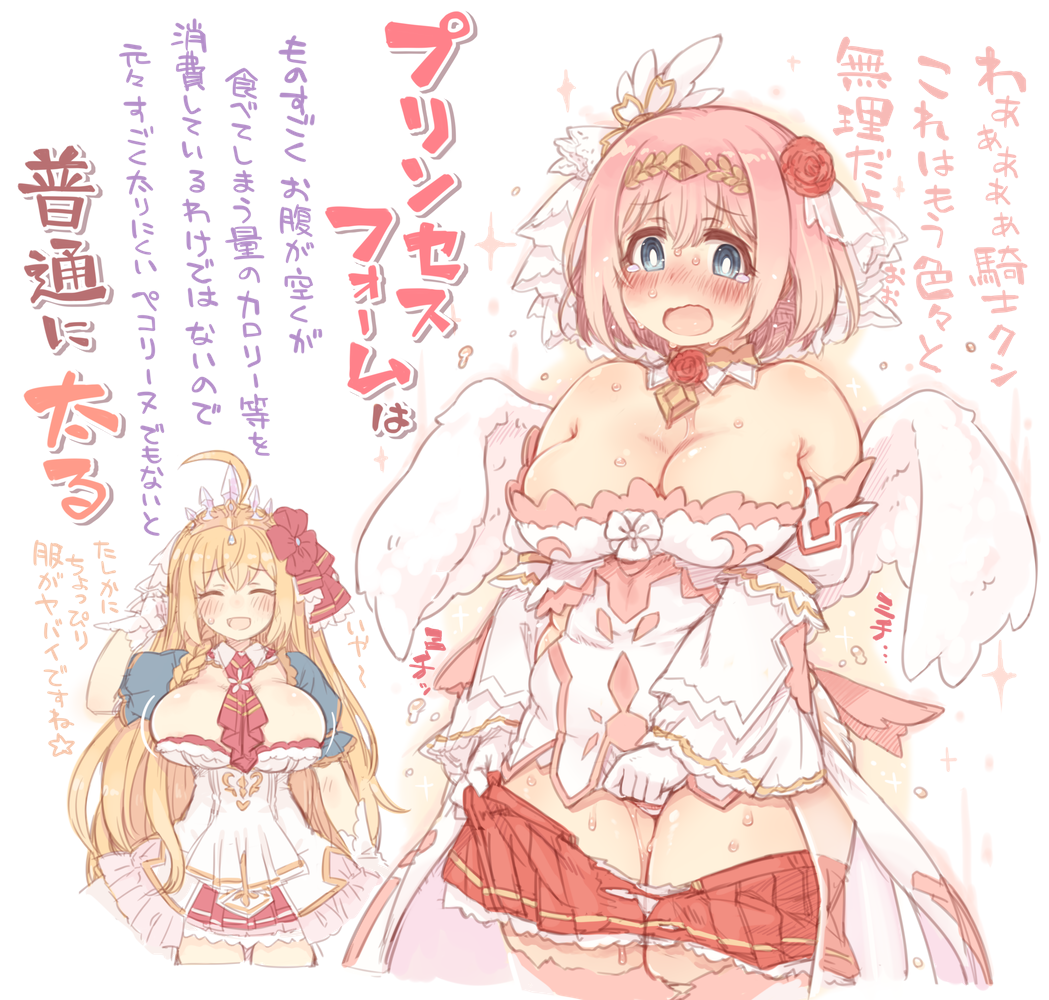 わぁぁぁぁぁ騎士クン
これはもう色々と
無理だよ
ぉぉ
プリンセス
フォームは
ものすごくお腹が空くが
食べてしまう量のカロリー等を
消費しているわけではないので
元々すごく太りにくいペコリーヌでもないと
普通に太る
いや〜
たしかに
ちょっぴり
服がヤバイですね☆
ミチッ
ミチ…